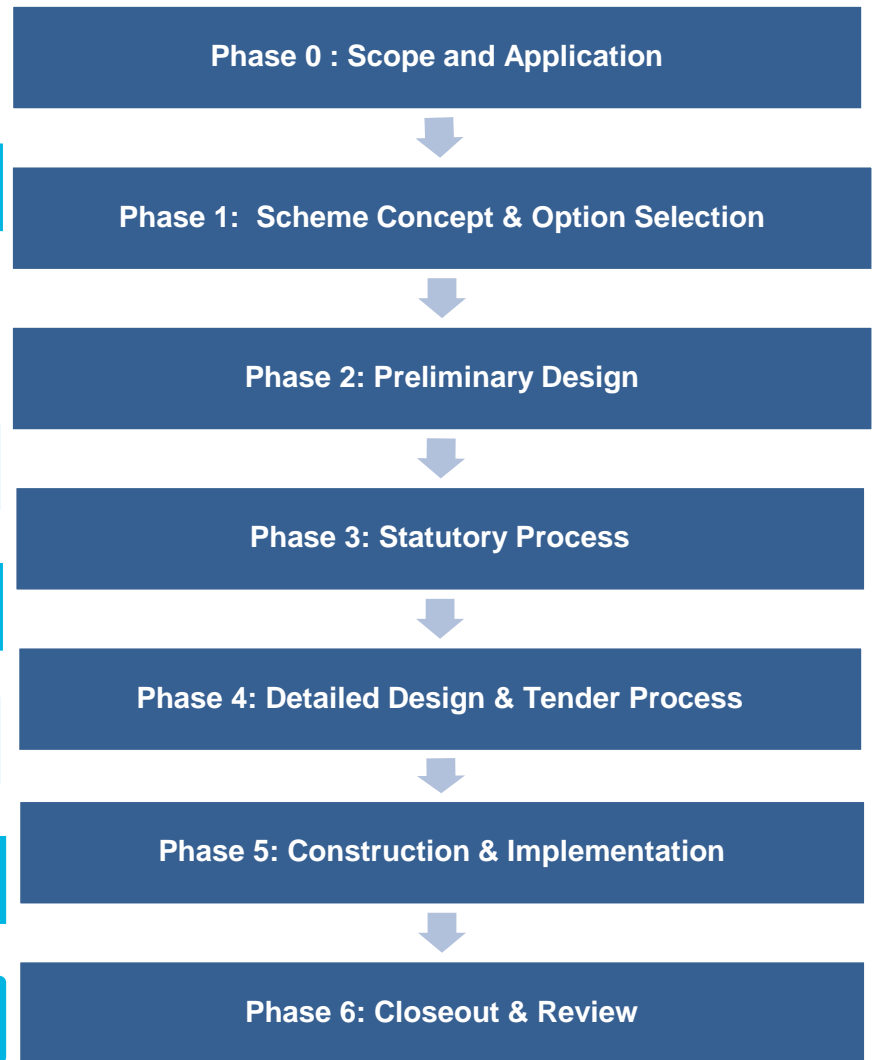 Phase 0 : Scope and Application
Phase 1:  Scheme Concept & Option Selection
Phase 2: Preliminary Design
Phase 3: Statutory Process
Phase 4: Detailed Design & Tender Process
Phase 5: Construction & Implementation
Phase 6: Closeout & Review